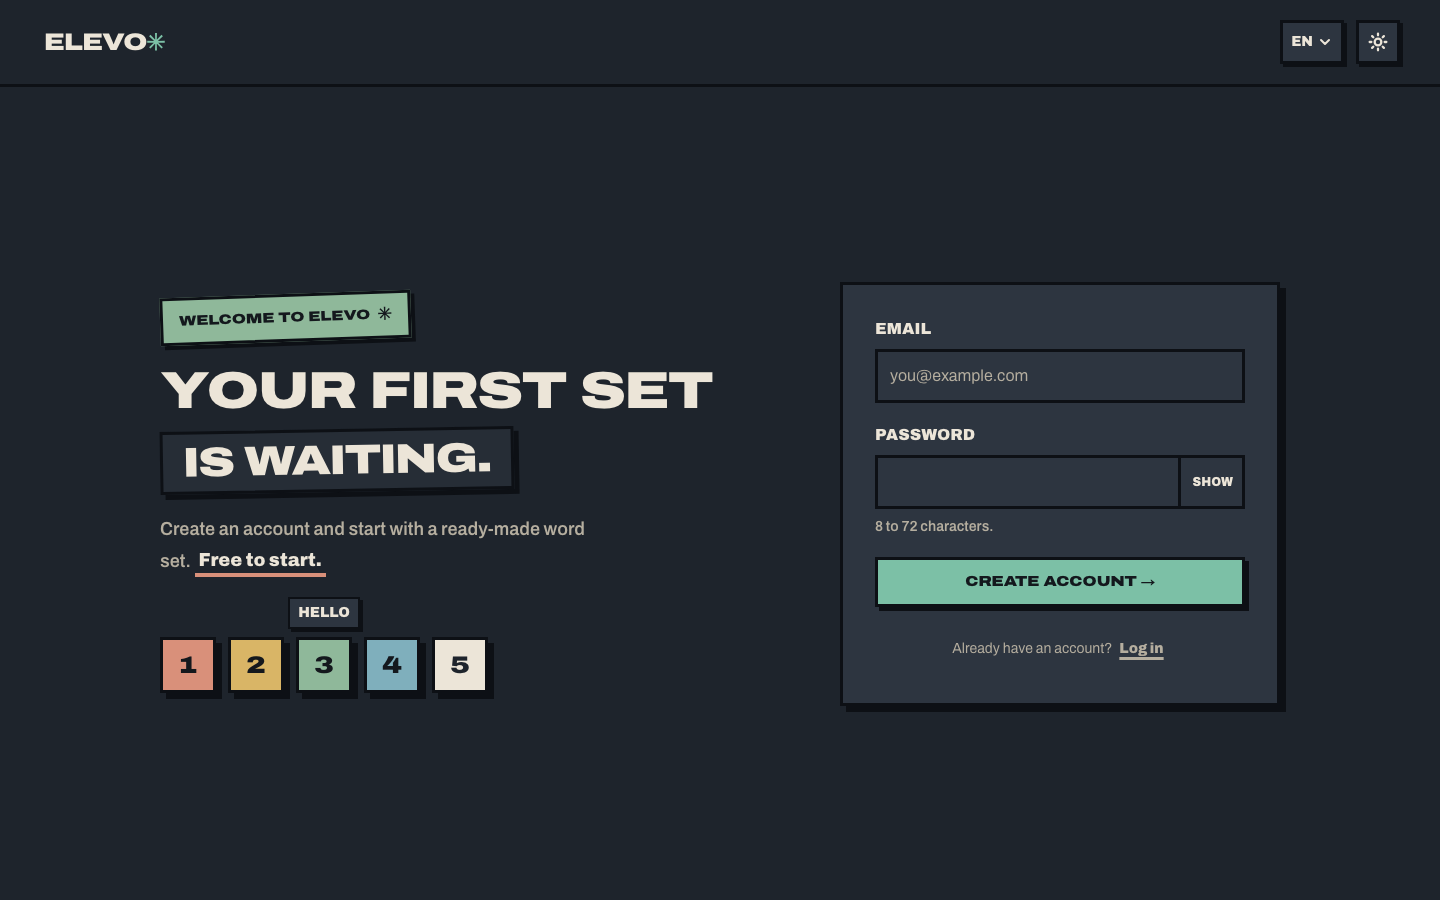 ELEVO✳
EN
WELCOME TO ELEVO ✳
YOUR FIRST SET
IS WAITING.
Create an account and start with a ready-made word
set. Free to start.
HELLO
1 2 3 4 5
EMAIL
you@example.com
PASSWORD
SHOW
8 to 72 characters.
CREATE ACCOUNT →
Already have an account? Log in